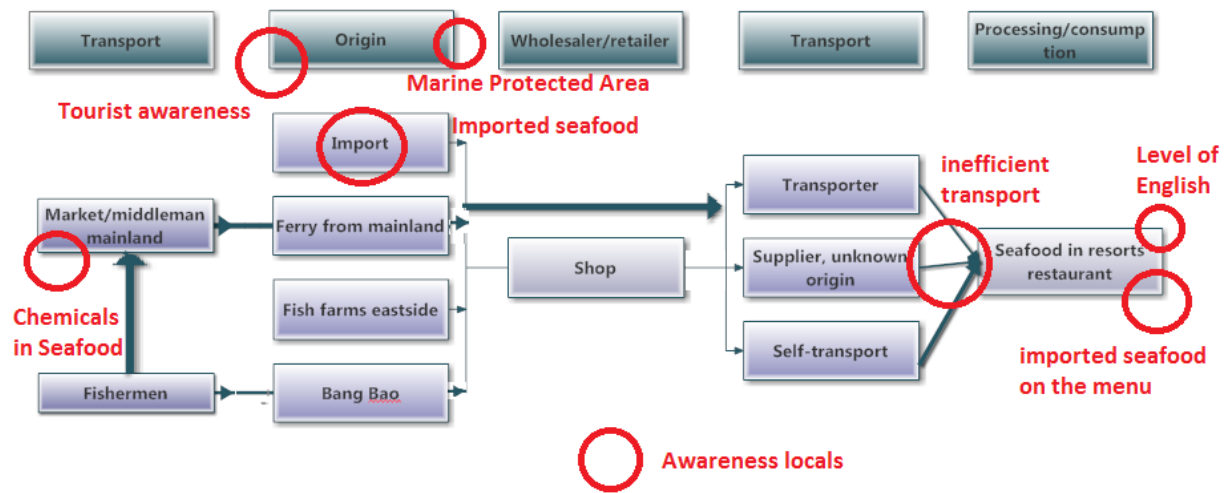 Transport
Origin
Wholesaler/retailer
Transport
Processing/consump
tion
Marine Protected Area
Tourist awareness
Imported seafood
Import
inefficient
transport
Level of
English
Transporter
Market/middleman
mainland
Ferry from mainland
Shop
Supplier, unknown
origin
Seafood in resorts
restaurant
Chemicals
in Seafood
Fish farms eastside
Self-transport
imported seafood
on the menu
Fishermen
Bang Bao
Awareness locals